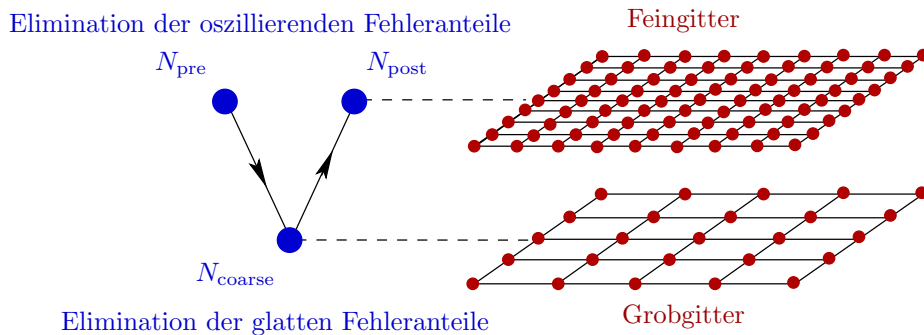 Elimination der oszillierenden Fehleranteile
Feingitter
N_pre
N_post
N_coarse
Elimination der glatten Fehleranteile
Grobgitter